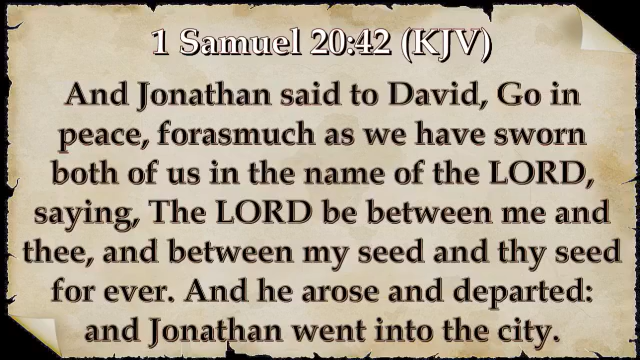 1 Samuel 20:42 (KJV)
And Jonathan said to David, Go in
peace, forasmuch as we have sworn
both of us in the name of the LORD,
saying, The LORD be between me and
thee, and between my seed and thy seed
for ever. And he arose and departed:
and Jonathan went into the city.